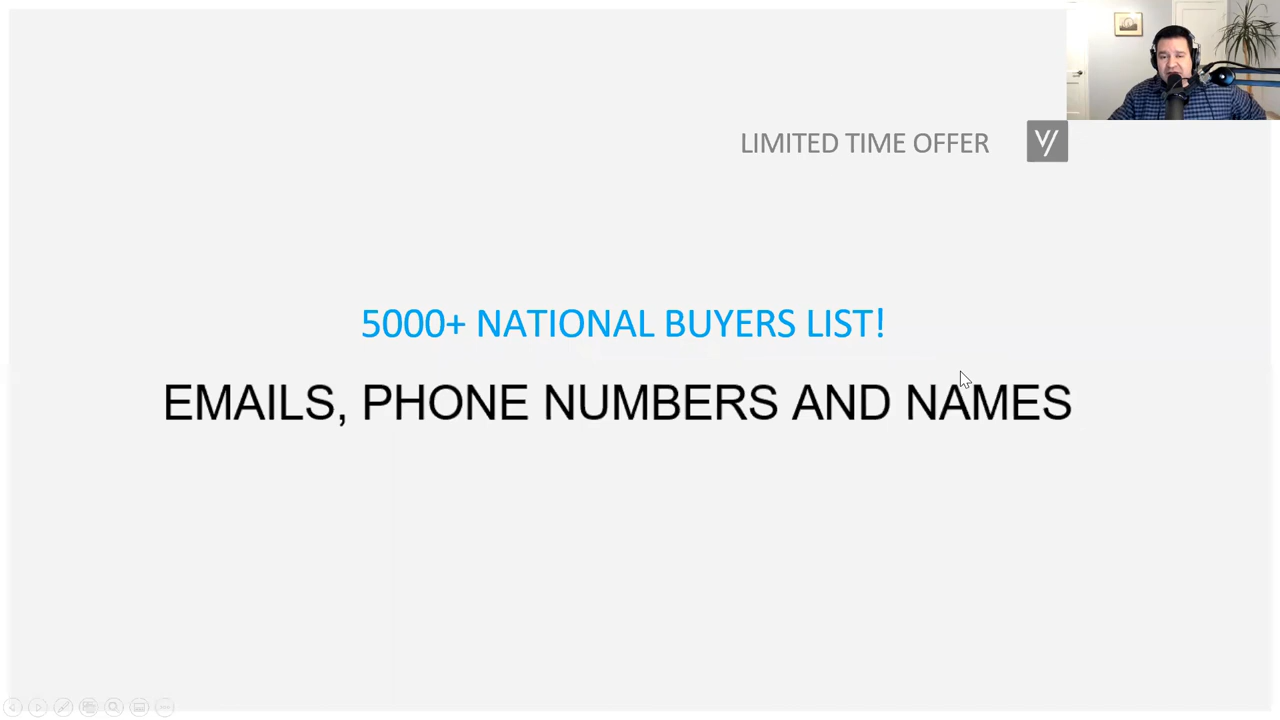 LIMITED TIME OFFER
5000+ NATIONAL BUYERS LIST!
EMAILS, PHONE NUMBERS AND NAMES